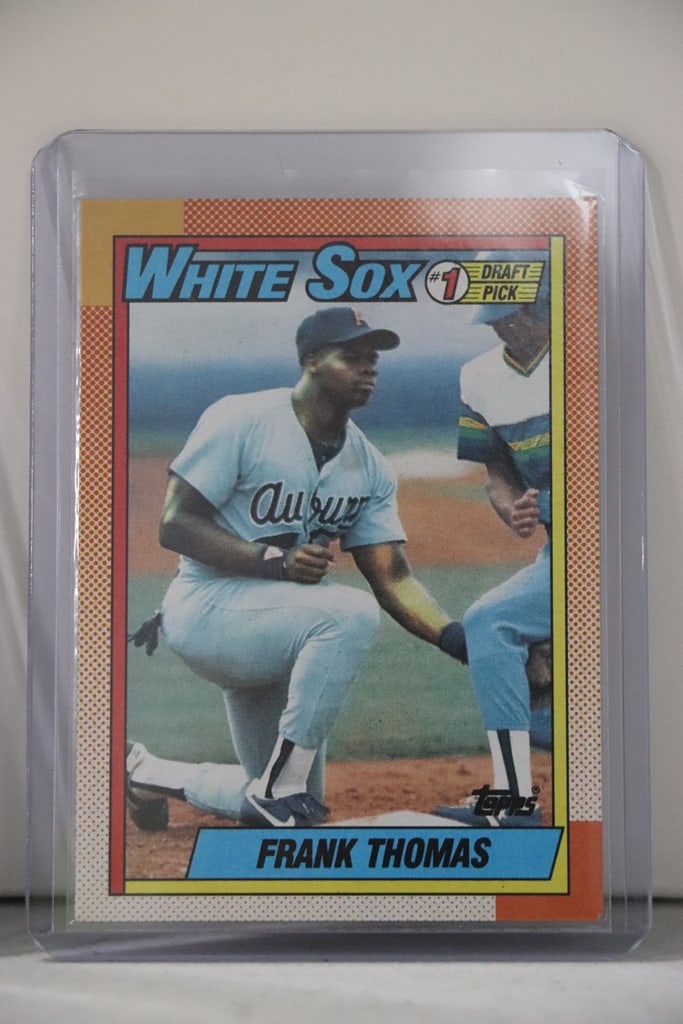 WHITE SOX #1 DRAFT PICK
Auburn
TOPPS®
FRANK THOMAS